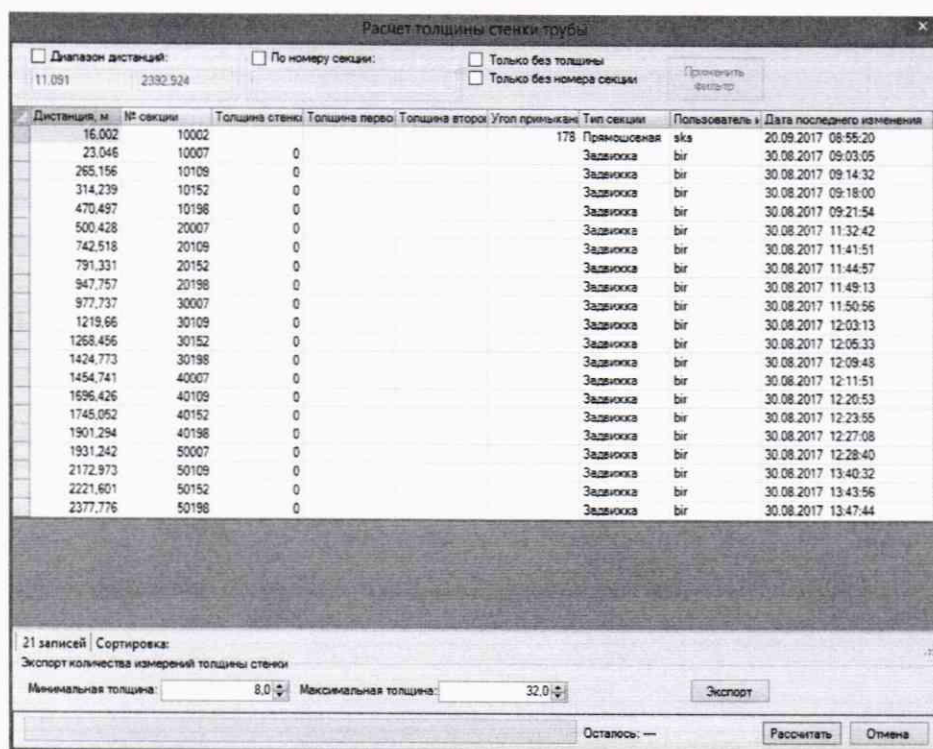 Расчет толщины стенки трубы
Диапазон дистанций: По номеру секции: Только без толщины
11.091 2392.924 Только без номера секции Применить фильтр
Дистанция, м № секции Толщина стенки Толщина перво Толщина второг Угол примыкани Тип секции Пользователь Дата последнего изменения
16,002 10002 178 Прямошовная sks 20.09.2017 08:55:20
23,046 10007 0 Задвижка bir 30.08.2017 09:03:05
265,156 10109 0 Задвижка bir 30.08.2017 09:14:32
314,239 10152 0 Задвижка bir 30.08.2017 09:18:00
470,497 10198 0 Задвижка bir 30.08.2017 09:21:54
500,428 20007 0 Задвижка bir 30.08.2017 11:32:42
742,518 20109 0 Задвижка bir 30.08.2017 11:41:51
791,331 20152 0 Задвижка bir 30.08.2017 11:44:57
947,757 20198 0 Задвижка bir 30.08.2017 11:49:13
977,737 30007 0 Задвижка bir 30.08.2017 11:50:56
1219,66 30109 0 Задвижка bir 30.08.2017 12:03:13
1268,456 30152 0 Задвижка bir 30.08.2017 12:05:33
1424,773 30198 0 Задвижка bir 30.08.2017 12:09:48
1454,741 40007 0 Задвижка bir 30.08.2017 12:11:51
1696,426 40109 0 Задвижка bir 30.08.2017 12:20:53
1745,052 40152 0 Задвижка bir 30.08.2017 12:23:55
1901,294 40198 0 Задвижка bir 30.08.2017 12:27:08
1931,242 50007 0 Задвижка bir 30.08.2017 12:28:40
2172,973 50109 0 Задвижка bir 30.08.2017 13:40:32
2221,601 50152 0 Задвижка bir 30.08.2017 13:43:56
2377,776 50198 0 Задвижка bir 30.08.2017 13:47:44
21 записей Сортировка:
Экспорт количества измерений толщины стенки
Минимальная толщина: 8,0 Максимальная толщина: 32,0 Экспорт
Осталось: --- Рассчитать Отмена